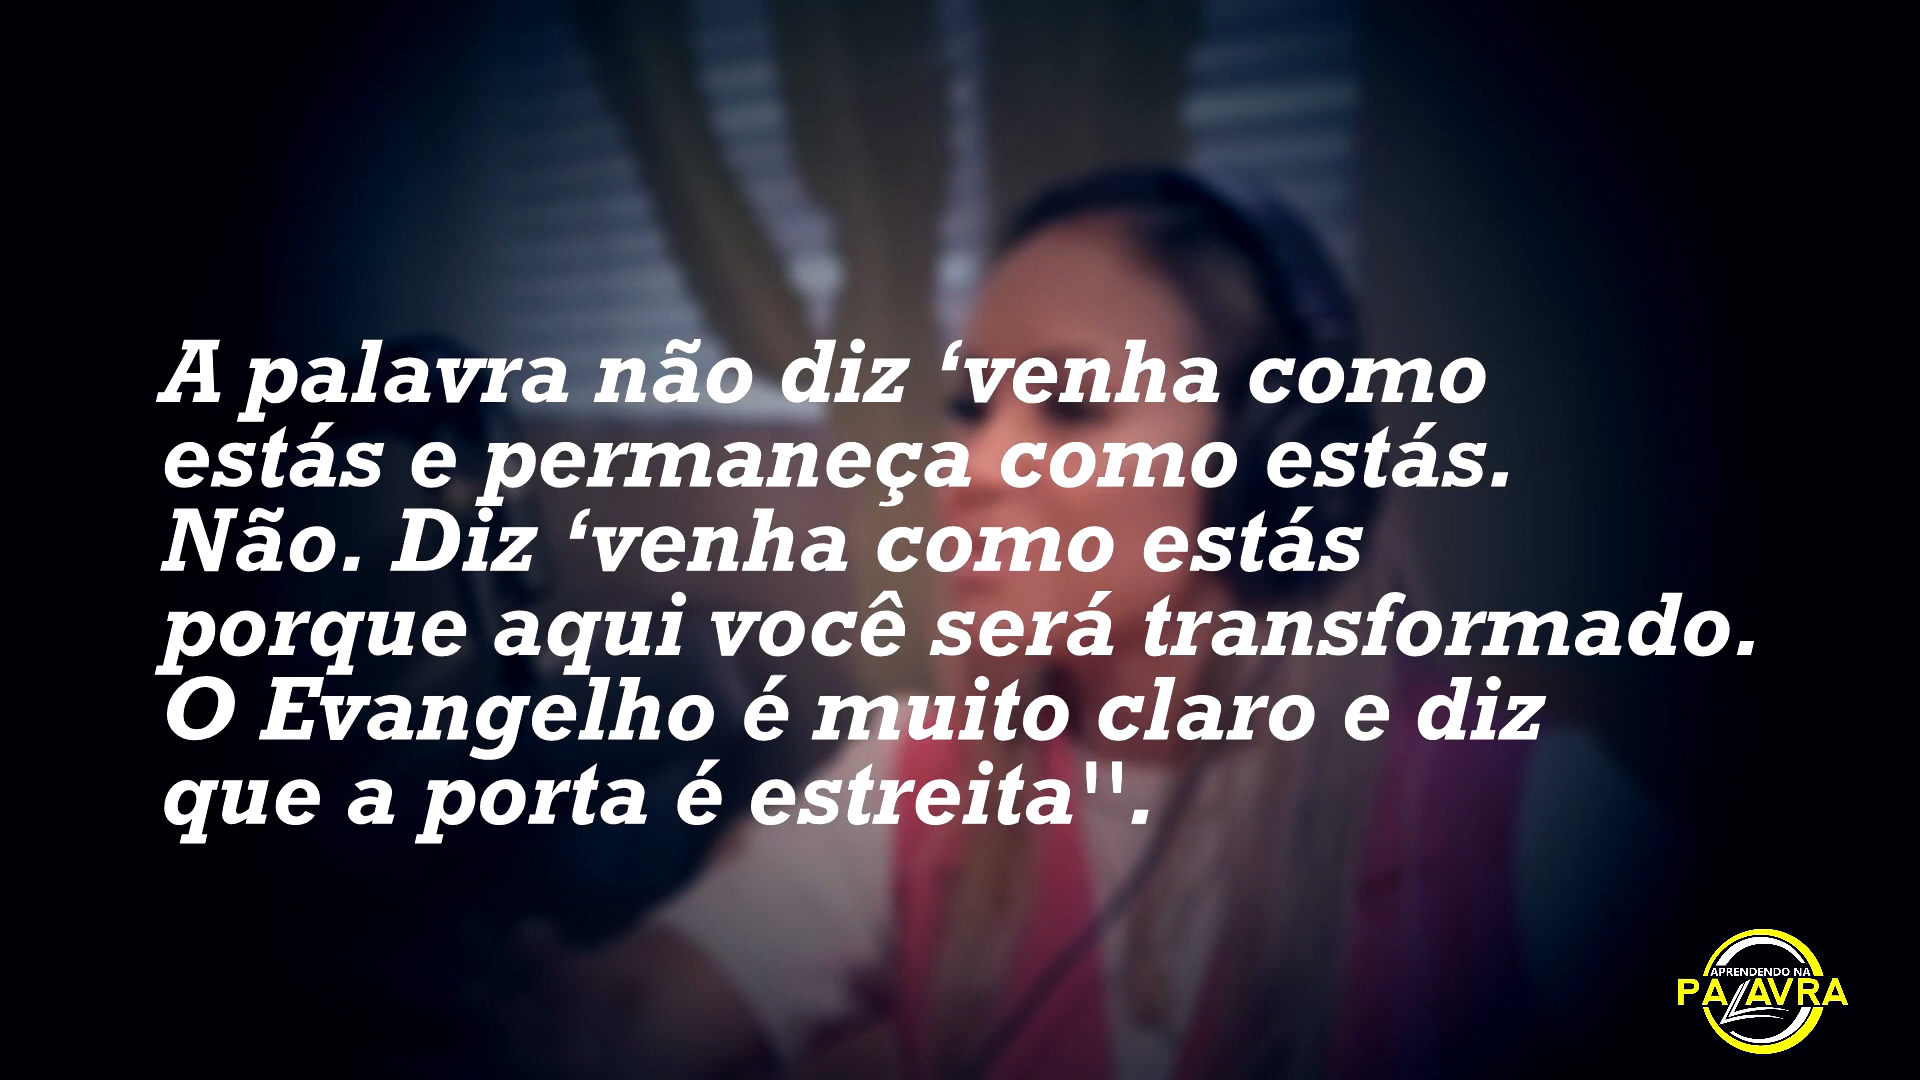 A palavra não diz ‘venha como
estás e permaneça como estás.
Não. Diz ‘venha como estás
porque aqui você será transformado.
O Evangelho é muito claro e diz
que a porta é estreita''.
APRENDENDO NA
PALAVRA